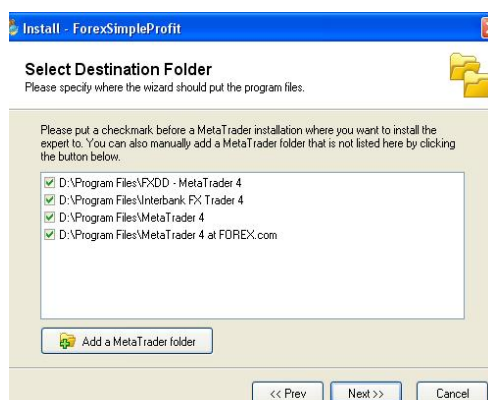 Install - ForexSimpleProfit
Select Destination Folder
Please specify where the wizard should put the program files.
Please put a checkmark before a MetaTrader installation where you want to install the
expert to. You can also manually add a MetaTrader folder that is not listed here by clicking
the button below.
D:\Program Files\FXDD - MetaTrader 4
D:\Program Files\Interbank FX Trader 4
D:\Program Files\MetaTrader 4
D:\Program Files\MetaTrader 4 at FOREX.com
Add a MetaTrader folder
<< Prev Next >> Cancel